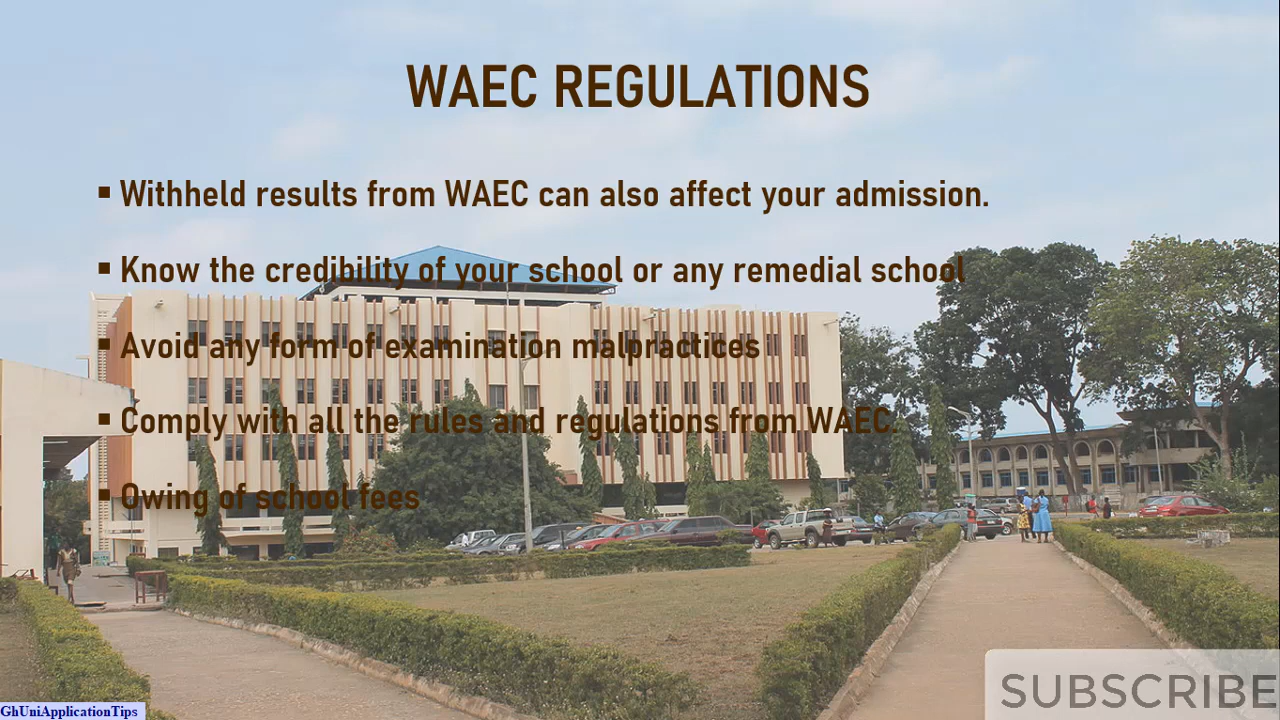 WAEC REGULATIONS
▪ Withheld results from WAEC can also affect your admission.
▪ Know the credibility of your school or any remedial school
▪ Avoid any form of examination malpractices
▪ Comply with all the rules and regulations from WAEC.
▪ Owing of school fees
SUBSCRIBE
GhUniApplicationTips